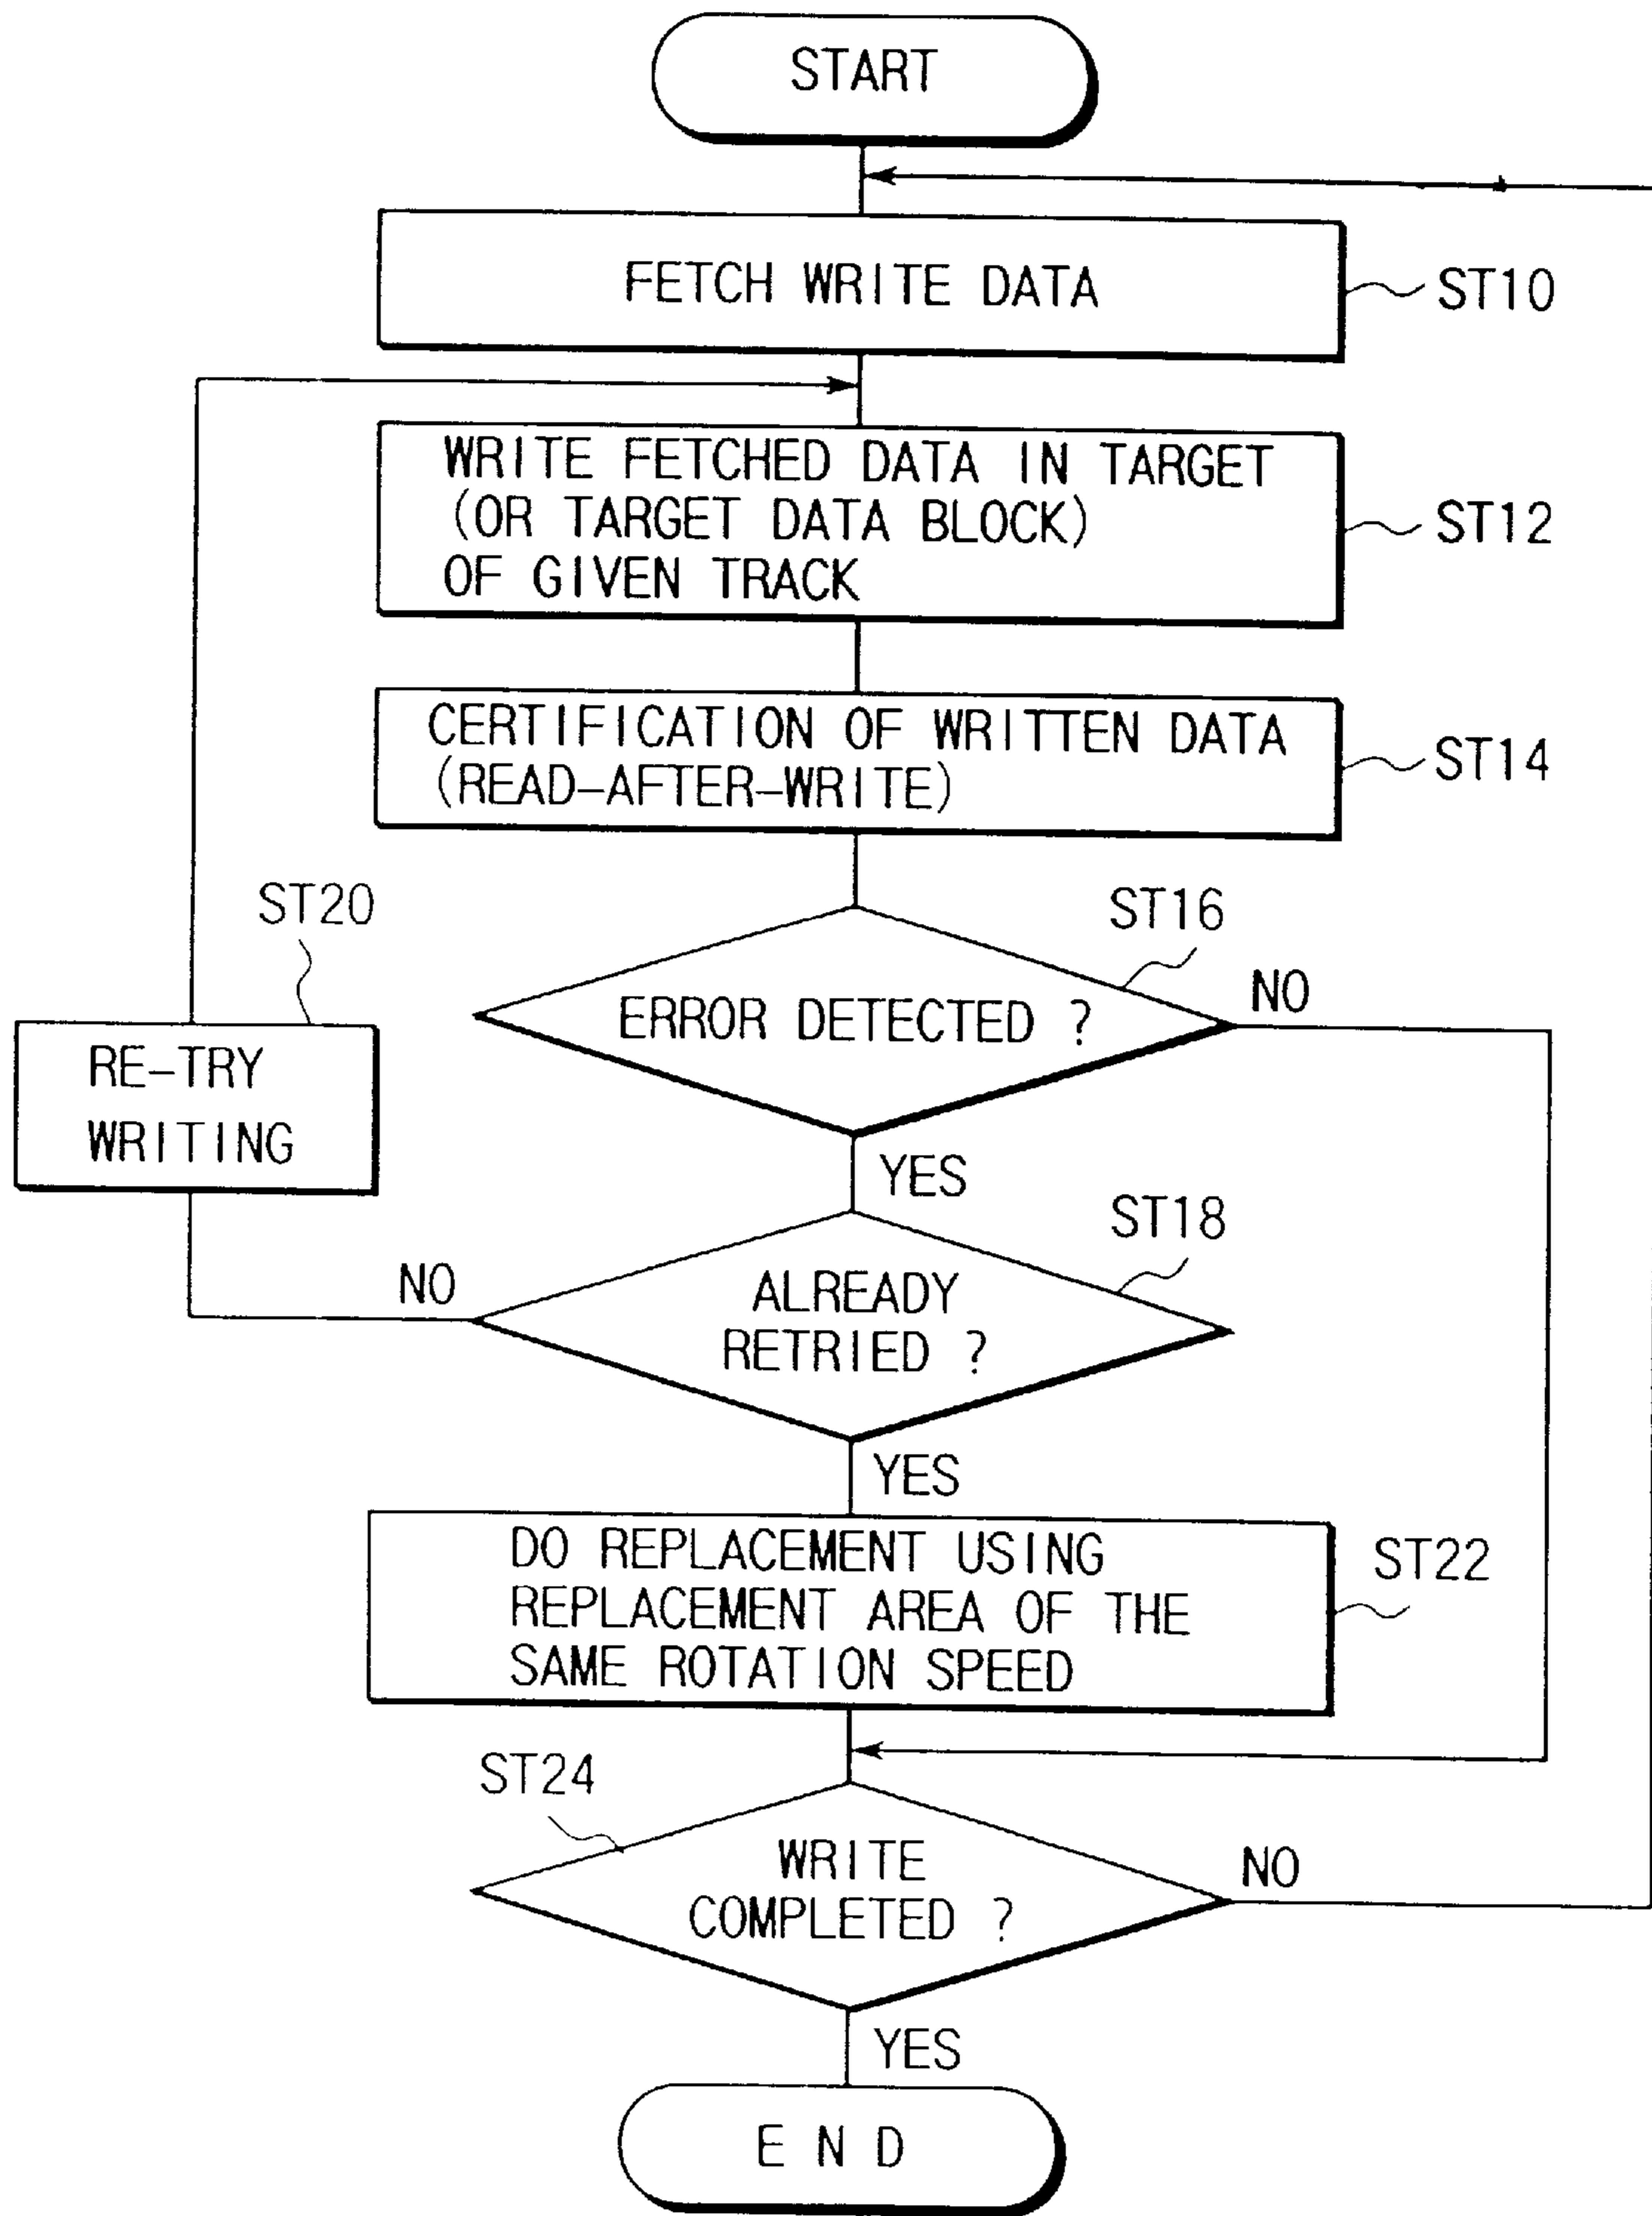 START
FETCH WRITE DATA
ST10
WRITE FETCHED DATA IN TARGET
(OR TARGET DATA BLOCK)
OF GIVEN TRACK
ST12
CERTIFICATION OF WRITTEN DATA
(READ-AFTER-WRITE)
ST14
ST20
ST16
ERROR DETECTED ?
NO
RE-TRY
WRITING
YES
ST18
NO
ALREADY
RETRIED ?
YES
DO REPLACEMENT USING
REPLACEMENT AREA OF THE
SAME ROTATION SPEED
ST22
ST24
WRITE
COMPLETED ?
NO
YES
END